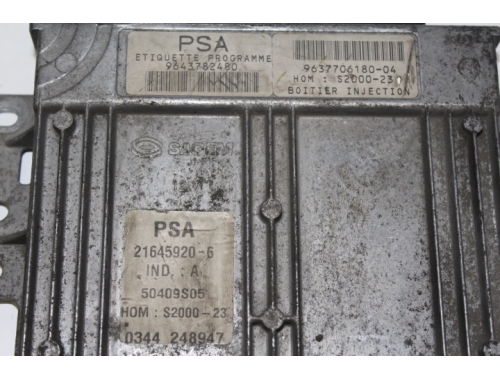 PSA
ETIQUETTE PROGRAMME
9643782480
9637706180-04
HOM : S2000-23
BOITIER INJECTION
SAGEM
PSA
21645920-6
IND. : A
50409S05
HOM : S2000-23
0344 248947